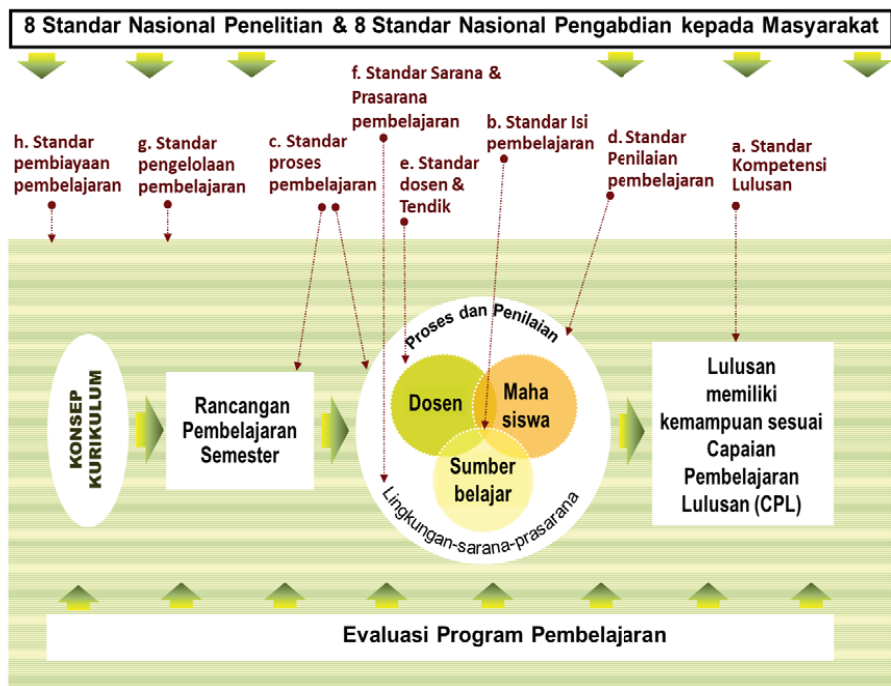 8 Standar Nasional Penelitian & 8 Standar Nasional Pengabdian kepada Masyarakat
f. Standar Sarana &
Prasarana
pembelajaran
h. Standar
pembiayaan
pembelajaran
g. Standar
pengelolaan
pembelajaran
c. Standar
proses
pembelajaran
e. Standar
dosen &
Tendik
b. Standar Isi
pembelajaran
d. Standar
Penilaian
pembelajaran
a. Standar
Kompetensi
Lulusan
KONSEP
KURIKULUM
Rancangan
Pembelajaran
Semester
Proses dan Penilaian
Dosen
Maha
siswa
Sumber
belajar
Lingkungan-sarana-prasarana
Lulusan
memiliki
kemampuan sesuai
Capaian
Pembelajaran
Lulusan (CPL)
Evaluasi Program Pembelajaran